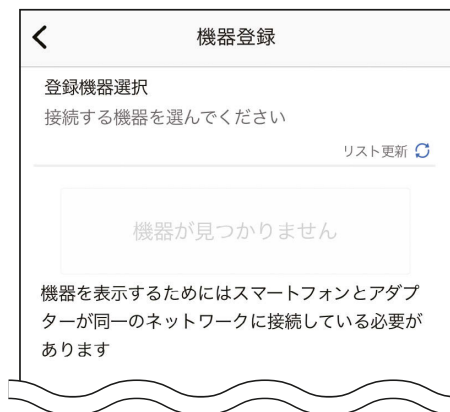 機器登録
登録機器選択
接続する機器を選んでください
リスト更新
機器が見つかりません
機器を表示するためにはスマートフォンとアダプ
ターが同一のネットワークに接続している必要が
あります